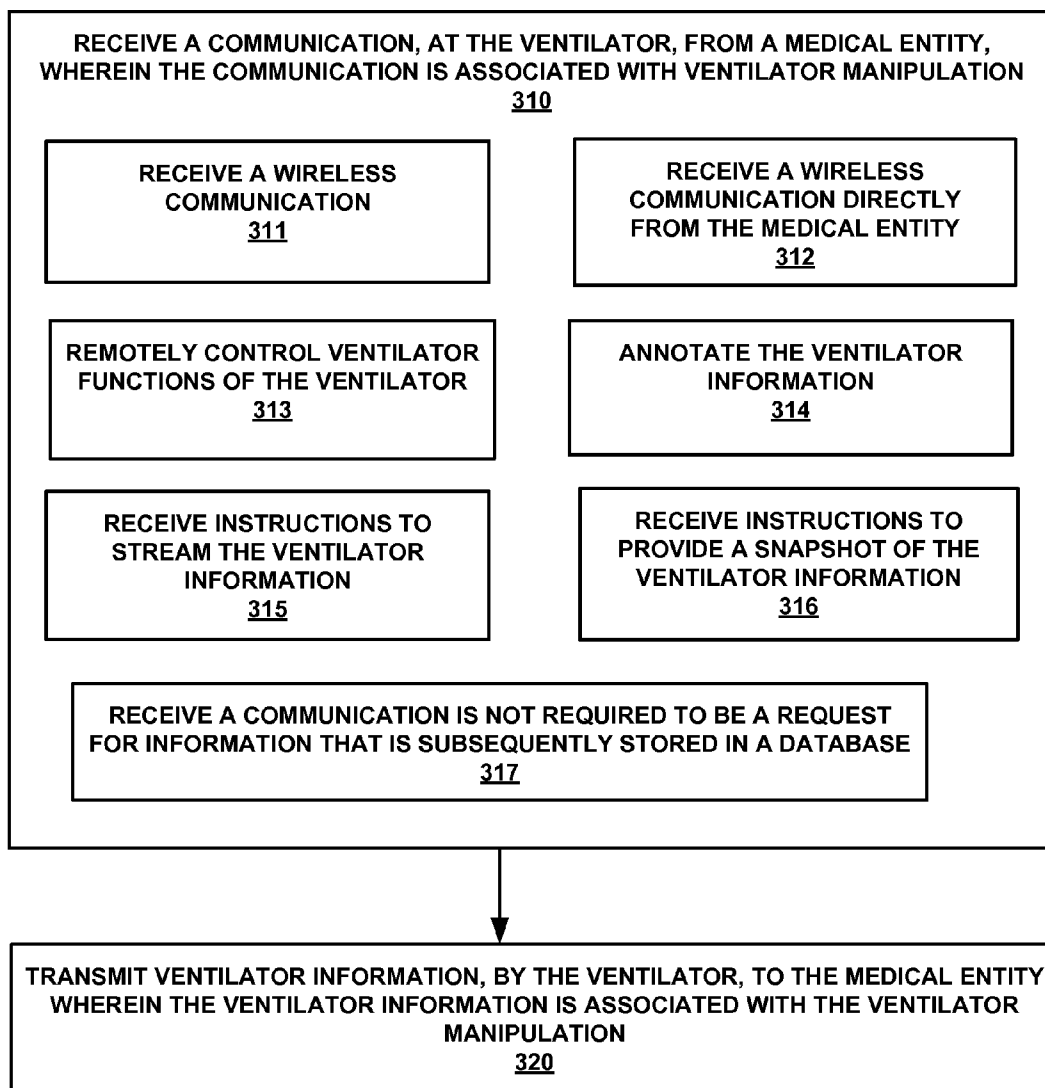 RECEIVE A COMMUNICATION, AT THE VENTILATOR, FROM A MEDICAL ENTITY,
WHEREIN THE COMMUNICATION IS ASSOCIATED WITH VENTILATOR MANIPULATION
310
RECEIVE A WIRELESS
COMMUNICATION
311
RECEIVE A WIRELESS
COMMUNICATION DIRECTLY
FROM THE MEDICAL ENTITY
312
REMOTELY CONTROL VENTILATOR
FUNCTIONS OF THE VENTILATOR
313
ANNOTATE THE VENTILATOR
INFORMATION
314
RECEIVE INSTRUCTIONS TO
STREAM THE VENTILATOR
INFORMATION
315
RECEIVE INSTRUCTIONS TO
PROVIDE A SNAPSHOT OF THE
VENTILATOR INFORMATION
316
RECEIVE A COMMUNICATION IS NOT REQUIRED TO BE A REQUEST
FOR INFORMATION THAT IS SUBSEQUENTLY STORED IN A DATABASE
317
TRANSMIT VENTILATOR INFORMATION, BY THE VENTILATOR, TO THE MEDICAL ENTITY
WHEREIN THE VENTILATOR INFORMATION IS ASSOCIATED WITH THE VENTILATOR
MANIPULATION
320